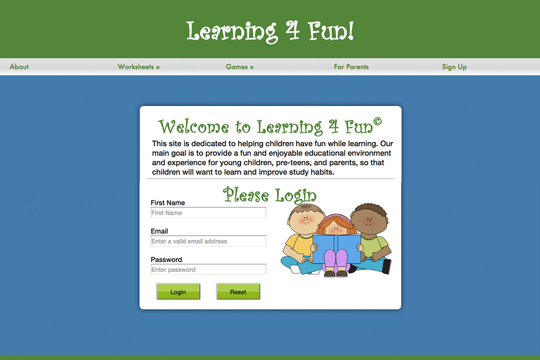 Learning 4 Fun!
About Worksheets » Games » For Parents Sign Up
Welcome to Learning 4 Fun©
This site is dedicated to helping children have fun while learning. Our
main goal is to provide a fun and enjoyable educational environment
and experience for young children, pre-teens, and parents, so that
children will want to learn and improve study habits.
Please Login
First Name
First Name
Email
Enter a valid email address
Password
Enter password
Login Reset